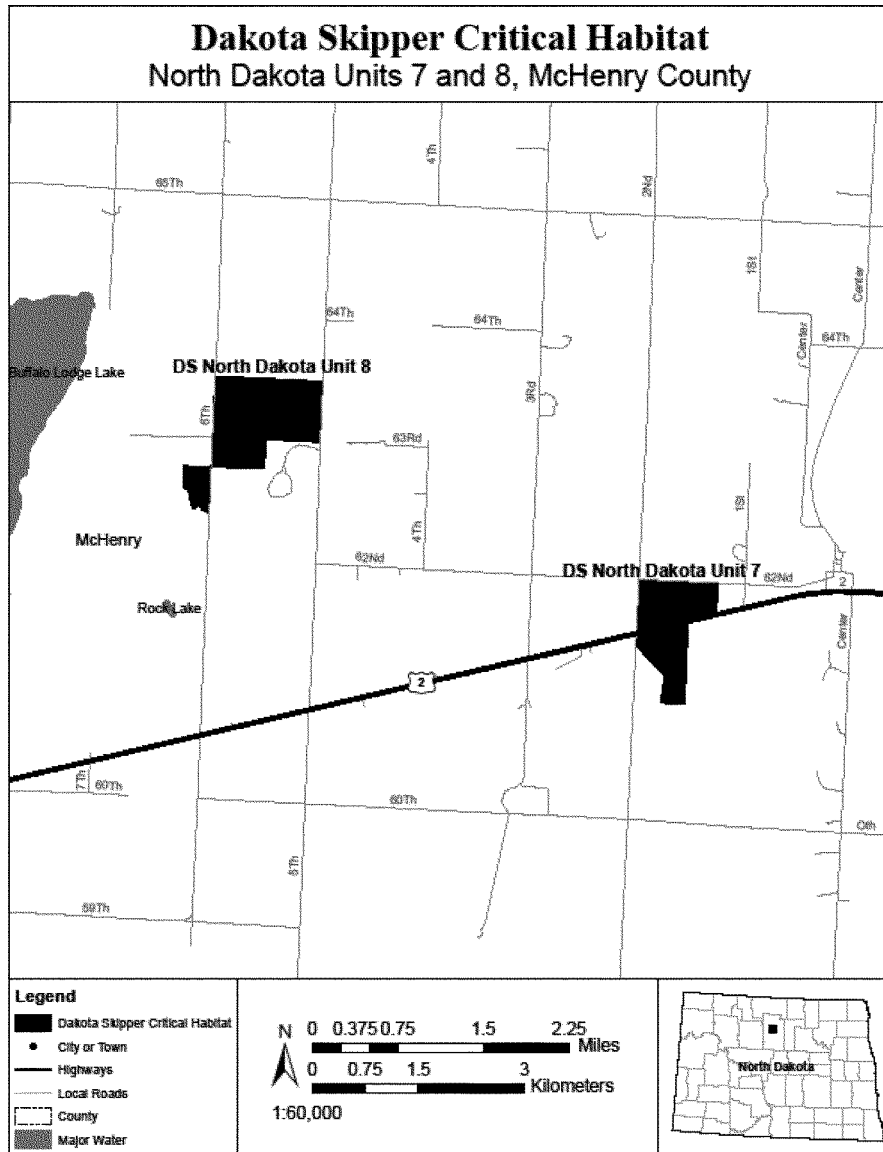 Dakota Skipper Critical Habitat
North Dakota Units 7 and 8, McHenry County
4Th
2Nd
65Th
1St
Center
64Th
64Th
Center
64Th
DS North Dakota Unit 8
Buffalo Lodge Lake
6Th
3Rd
63Rd
4Th
1St
McHenry
62Nd
DS North Dakota Unit 7
62Nd
2
Rock Lake
Center
2
7Th
60Th
60Th
0th
5Th
59Th
Legend
Dakota Skipper Critical Habitat
City or Town
Highways
Local Roads
County
Major Water
N
0 0.375 0.75 1.5 2.25
Miles
0 0.75 1.5 3
Kilometers
1:60,000
North Dakota